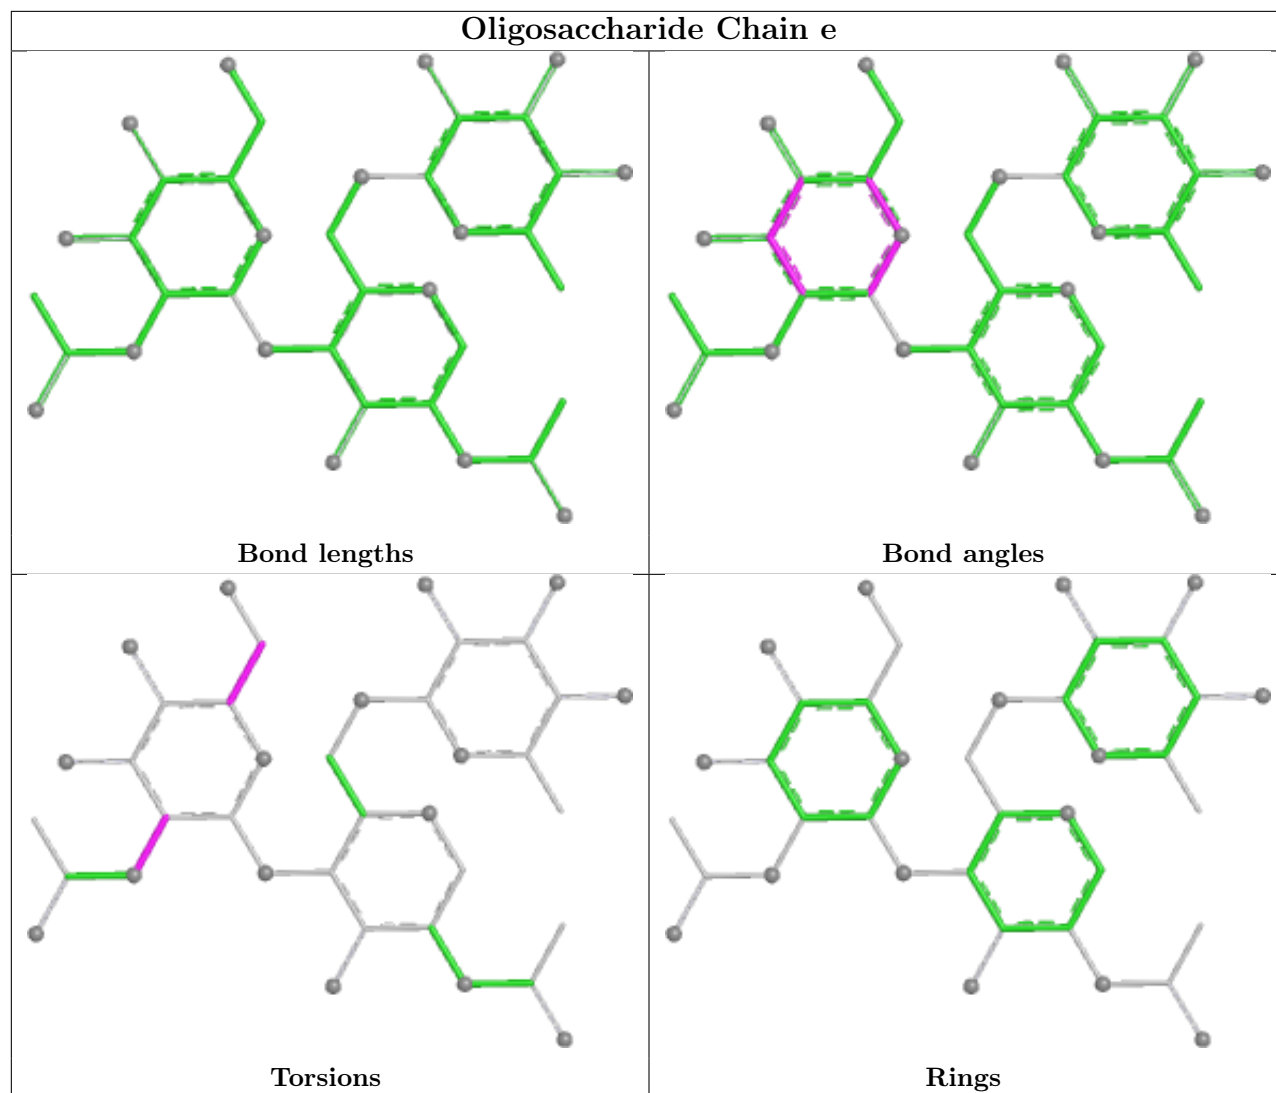 Oligosaccharide Chain e
Bond lengths
Bond angles
Torsions
Rings